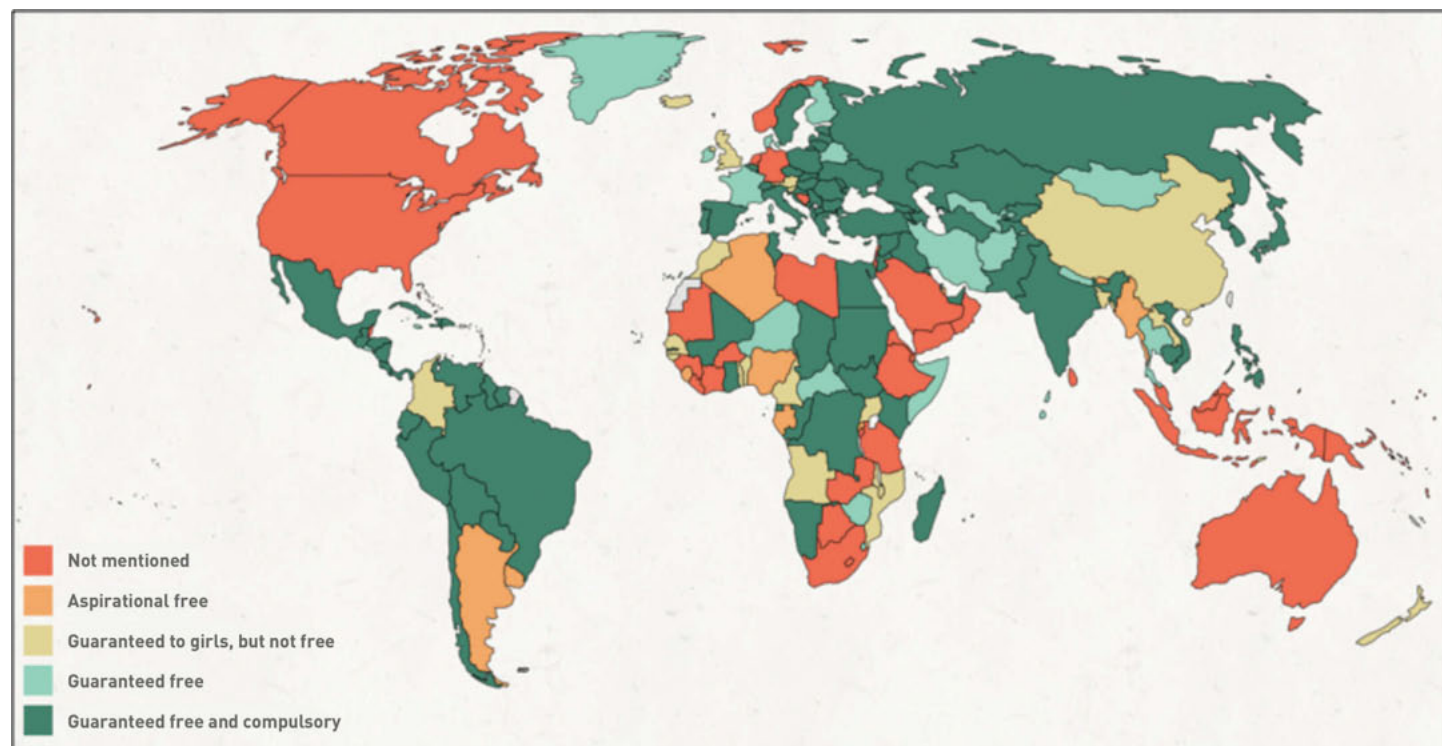 Not mentioned
Aspirational free
Guaranteed to girls, but not free
Guaranteed free
Guaranteed free and compulsory